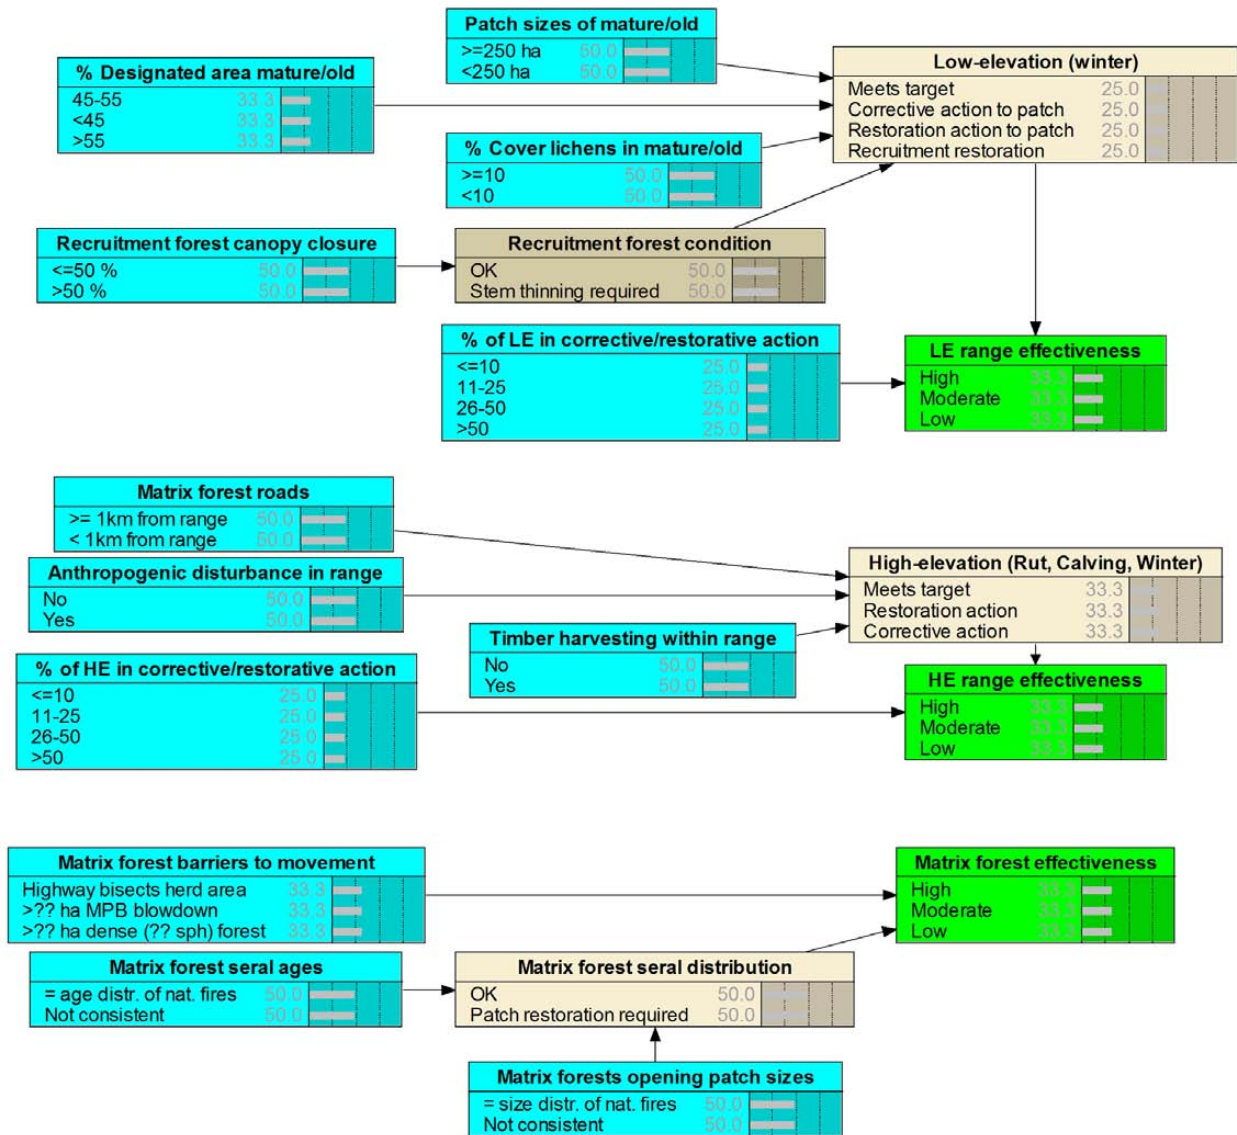 Patch sizes of mature/old
>=250 ha 50.0
<250 ha 50.0
% Designated area mature/old
45-55 33.3
<45 33.3
>55 33.3
Low-elevation (winter)
Meets target 25.0
Corrective action to patch 25.0
Restoration action to patch 25.0
Recruitment restoration 25.0
% Cover lichens in mature/old
>=10 50.0
<10 50.0
Recruitment forest canopy closure
<=50 % 50.0
>50 % 50.0
Recruitment forest condition
OK 50.0
Stem thinning required 50.0
% of LE in corrective/restorative action
<=10 25.0
11-25 25.0
26-50 25.0
>50 25.0
LE range effectiveness
High 33.3
Moderate 33.3
Low 33.3
Matrix forest roads
>= 1km from range 50.0
< 1km from range 50.0
Anthropogenic disturbance in range
No 50.0
Yes 50.0
High-elevation (Rut, Calving, Winter)
Meets target 33.3
Restoration action 33.3
Corrective action 33.3
Timber harvesting within range
No 50.0
Yes 50.0
% of HE in corrective/restorative action
<=10 25.0
11-25 25.0
26-50 25.0
>50 25.0
HE range effectiveness
High 33.3
Moderate 33.3
Low 33.3
Matrix forest barriers to movement
Highway bisects herd area 33.3
>?? ha MPB blowdown 33.3
>?? ha dense (?? sph) forest 33.3
Matrix forest effectiveness
High 33.3
Moderate 33.3
Low 33.3
Matrix forest seral ages
= age distr. of nat. fires 50.0
Not consistent 50.0
Matrix forest seral distribution
OK 50.0
Patch restoration required 50.0
Matrix forests opening patch sizes
= size distr. of nat. fires 50.0
Not consistent 50.0